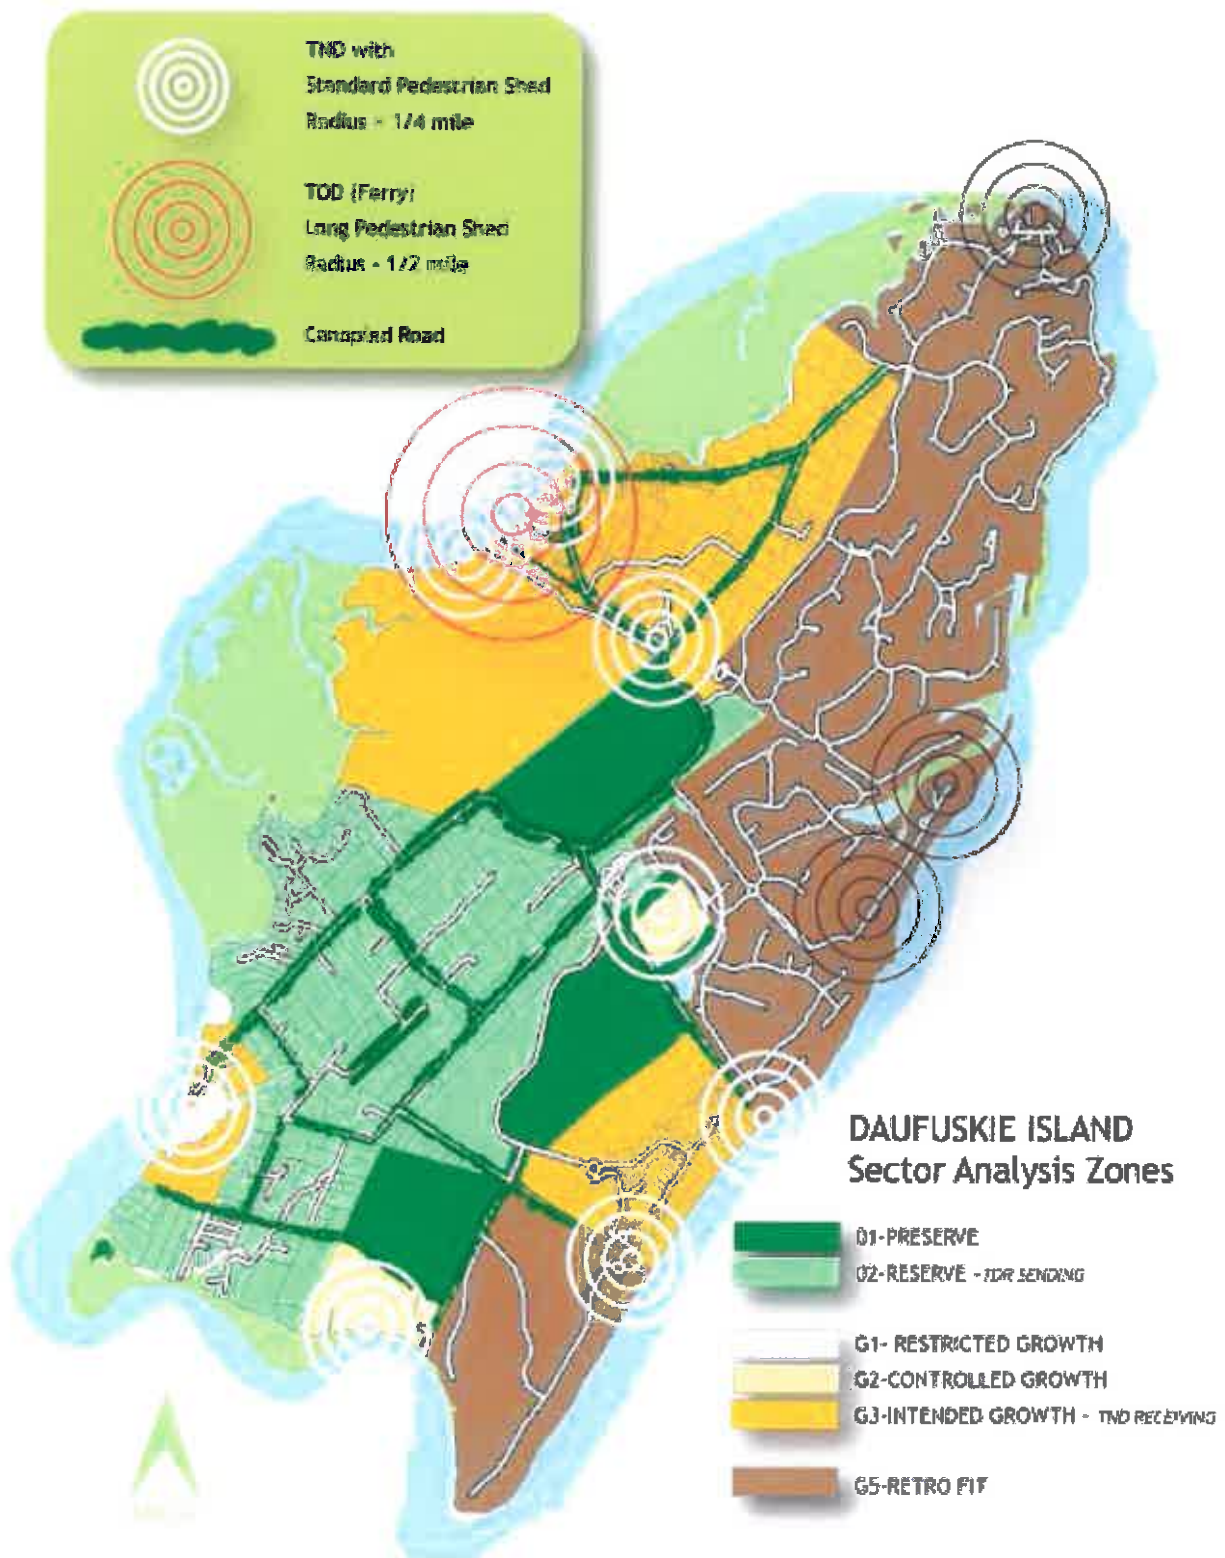 TND with
Standard Pedestrian Shed
Radius - 1/4 mile
TOD (Ferry)
Long Pedestrian Shed
Radius - 1/2 mile
Canopied Road
DAUFUSKIE ISLAND
Sector Analysis Zones
O1-PRESERVE
O2-RESERVE - TDR SENDING
G1- RESTRICTED GROWTH
G2-CONTROLLED GROWTH
G3-INTENDED GROWTH - TND RECEIVING
G5-RETRO FIT